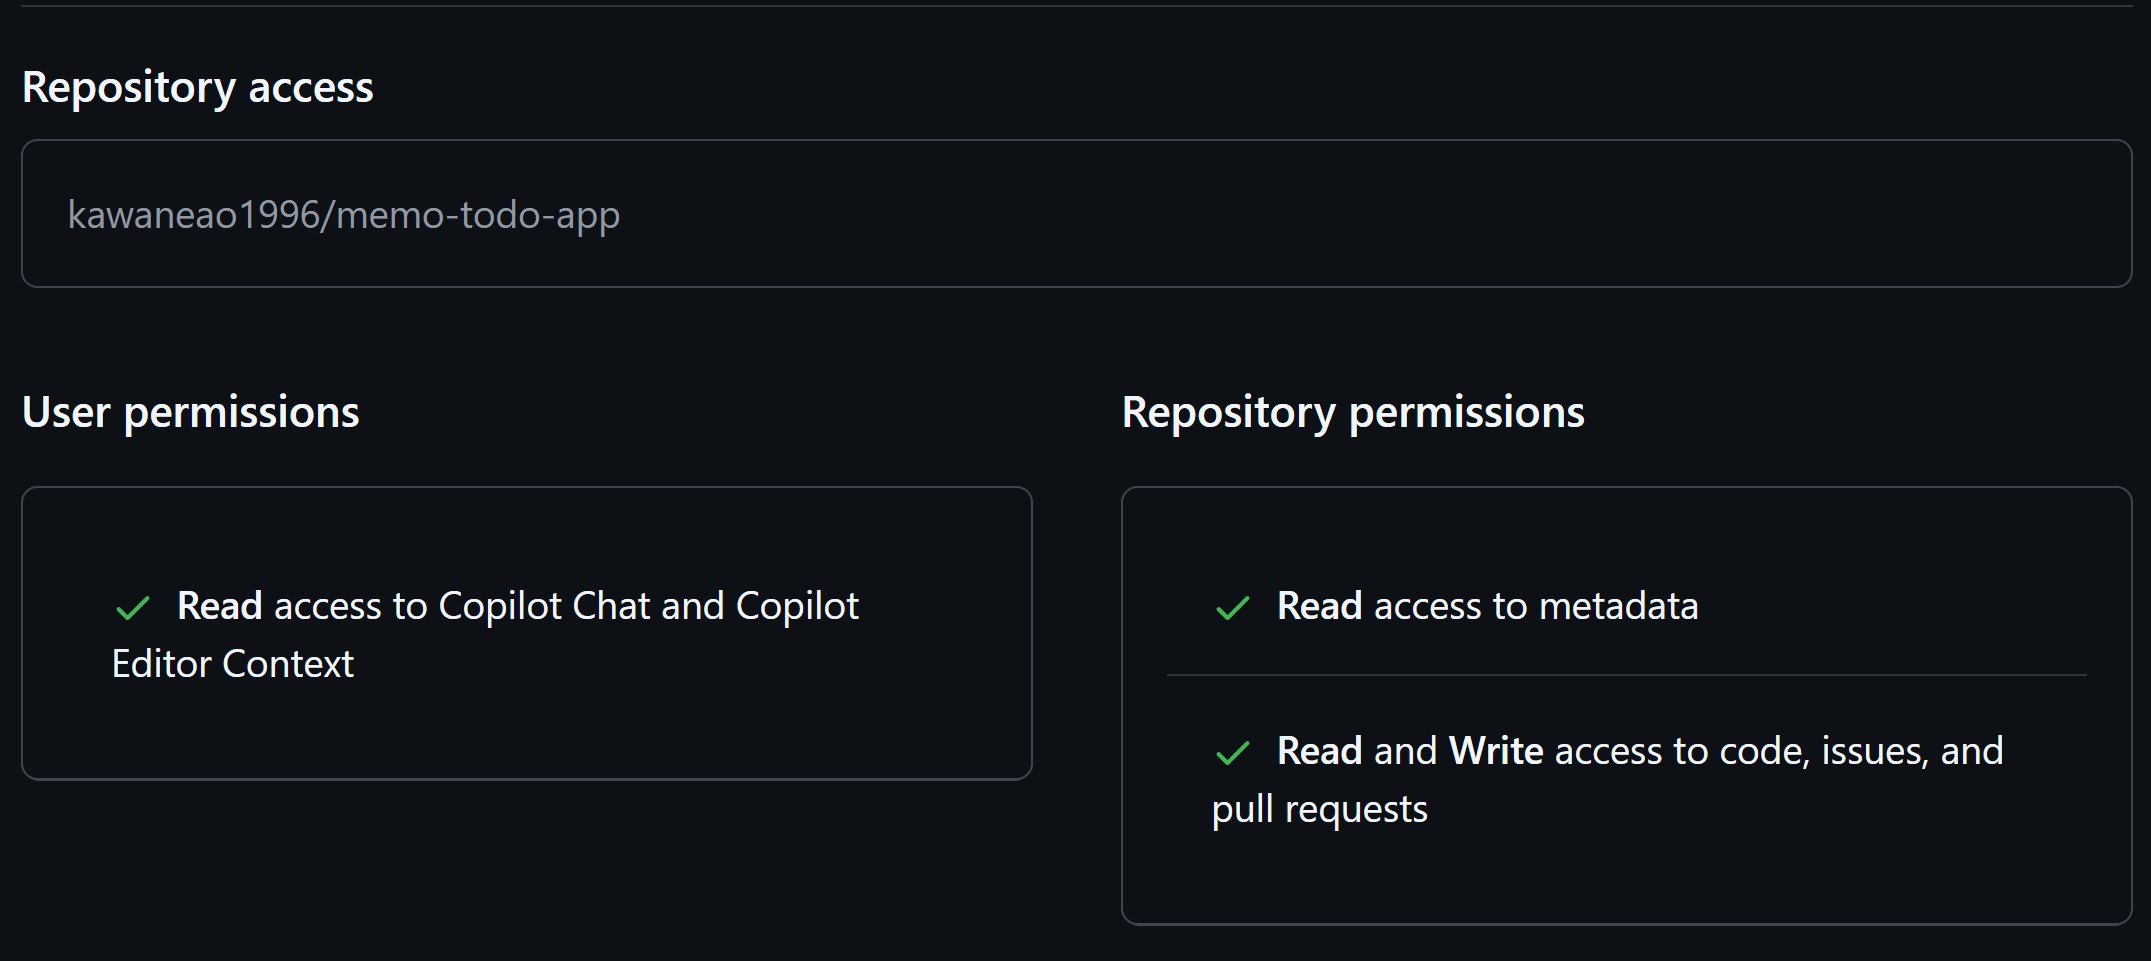 Repository access
kawaneao1996/memo-todo-app
User permissions
Read access to Copilot Chat and Copilot
Editor Context
Repository permissions
Read access to metadata
Read and Write access to code, issues, and
pull requests